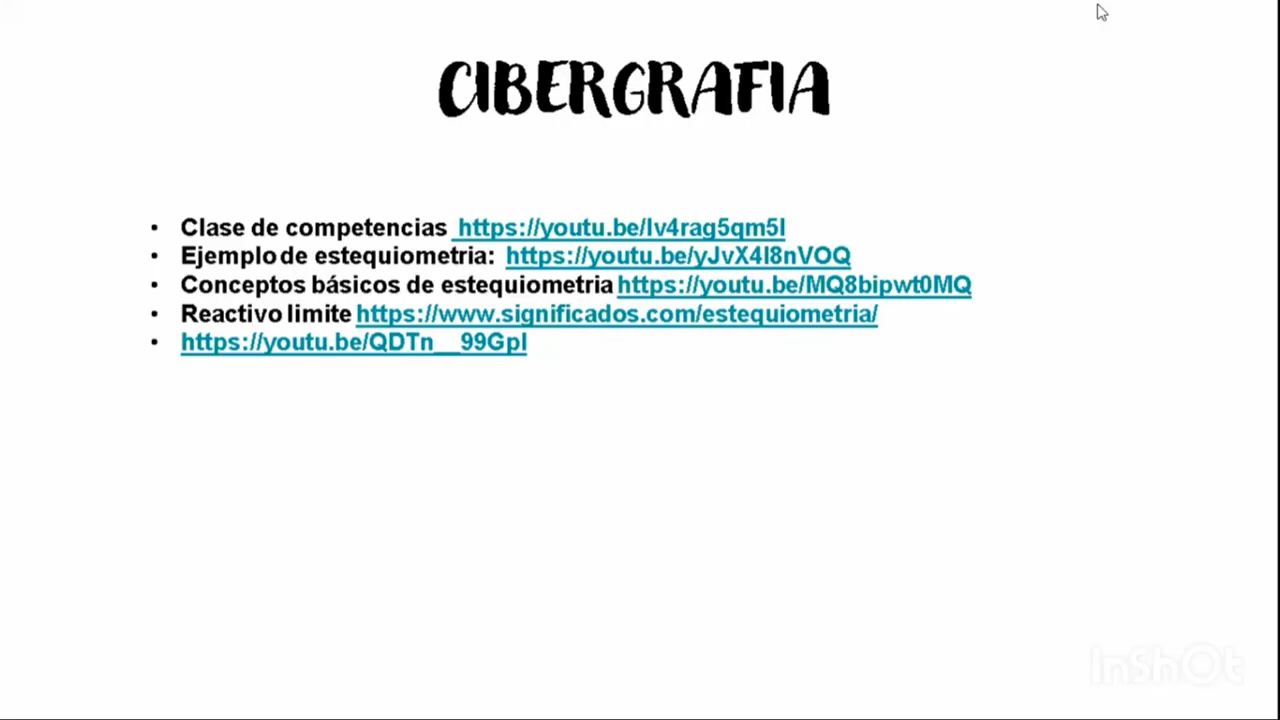 CIBERGRAFIA
• Clase de competencias https://youtu.be/Iv4rag5qm5I
• Ejemplo de estequiometria: https://youtu.be/yJvX4I8nVOQ
• Conceptos básicos de estequiometria https://youtu.be/MQ8bipwt0MQ
• Reactivo limite https://www.significados.com/estequiometria/
• https://youtu.be/QDTn__99GpI
InShOt